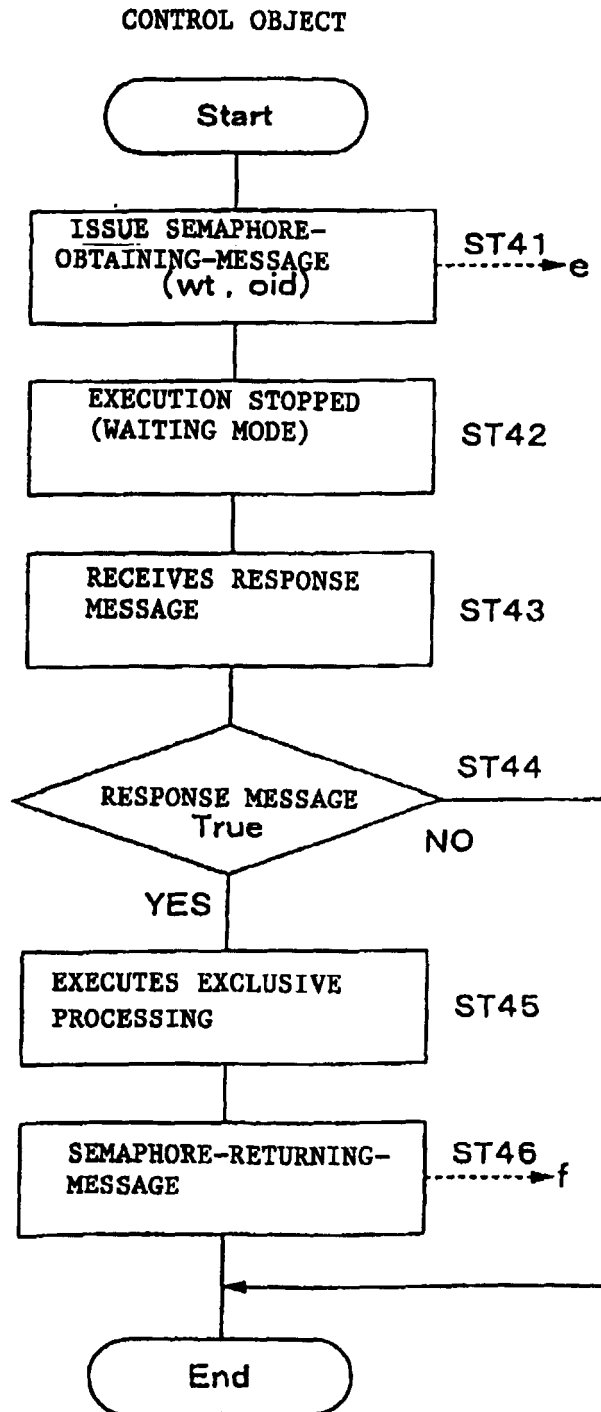 CONTROL OBJECT
Start
ISSUE SEMAPHORE-
OBTAINING-MESSAGE
(wt, oid)
ST41
e
EXECUTION STOPPED
(WAITING MODE)
ST42
RECEIVES RESPONSE
MESSAGE
ST43
ST44
RESPONSE MESSAGE
True
NO
YES
EXECUTES EXCLUSIVE
PROCESSING
ST45
SEMAPHORE-RETURNING-
MESSAGE
ST46
f
End